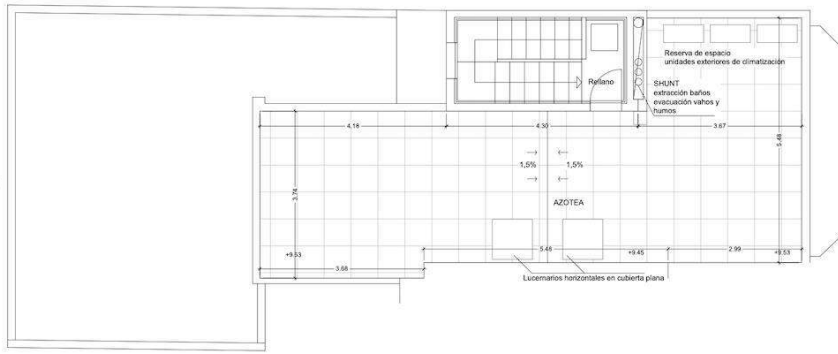 Reserva de espacio
unidades exteriores de climatización
Rellano
SHUNT
extracción baños
evacuación vahos y
humos
4.18
4.30
3.67
5.48
3.74
1,5%
1,5%
AZOTEA
+9.53
5.46
+9.45
2.99
+9.53
3.68
Lucernarios horizontales en cubierta plana